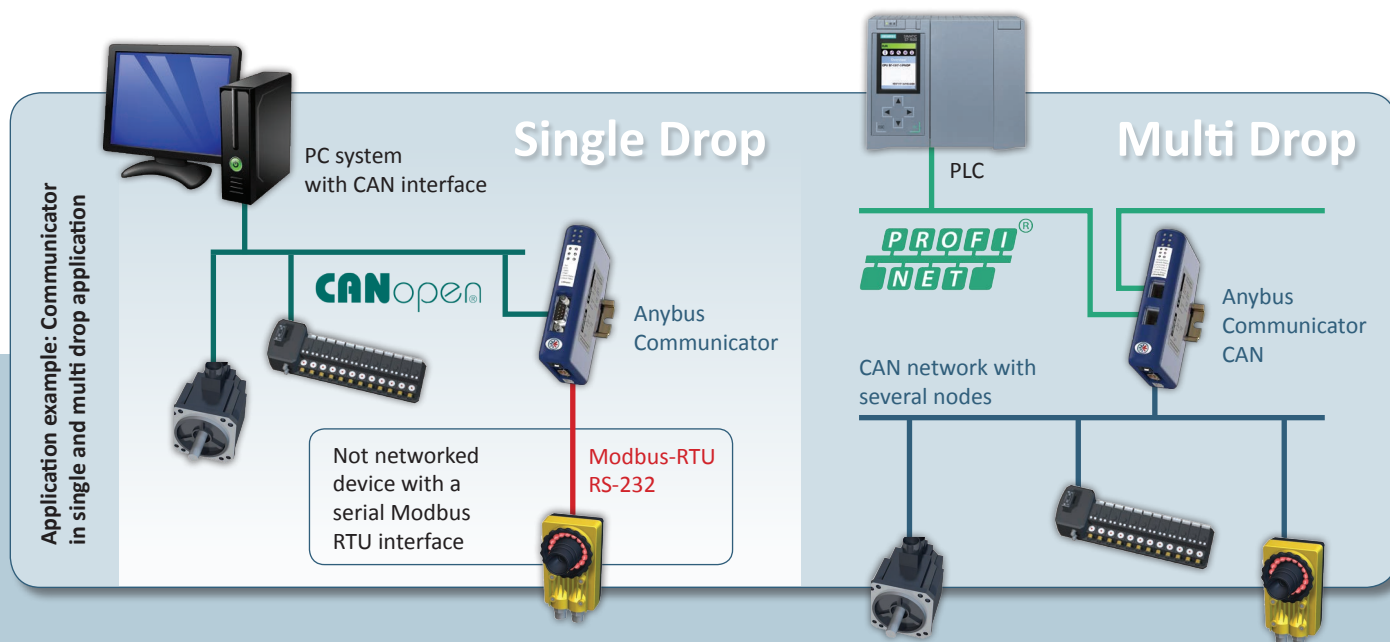 Application example: Communicator
in single and multi drop application
Single Drop
PC system
with CAN interface
CANopen®
Anybus
Communicator
Not networked
device with a
serial Modbus
RTU interface
Modbus-RTU
RS-232
Multi Drop
SIEMENS
PLC
PROFI®
NET
Anybus
Communicator
CAN
CAN network with
several nodes